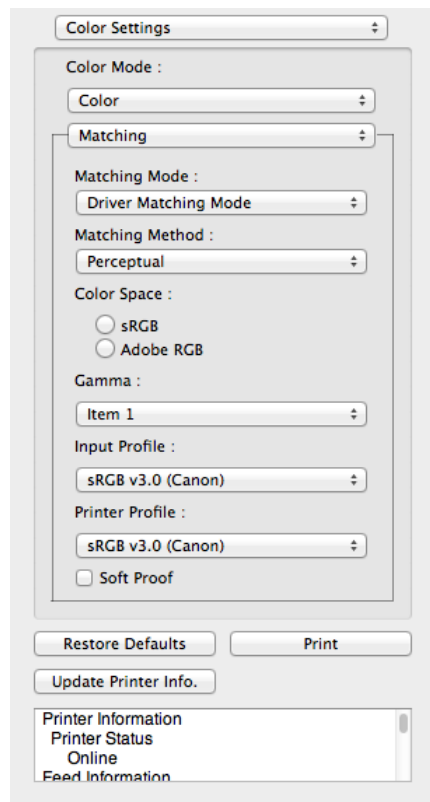 Color Settings
Color Mode :
Color
Matching
Matching Mode :
Driver Matching Mode
Matching Method :
Perceptual
Color Space :
sRGB
Adobe RGB
Gamma :
Item 1
Input Profile :
sRGB v3.0 (Canon)
Printer Profile :
sRGB v3.0 (Canon)
Soft Proof
Restore Defaults Print
Update Printer Info.
Printer Information
Printer Status
Online
Feed Information